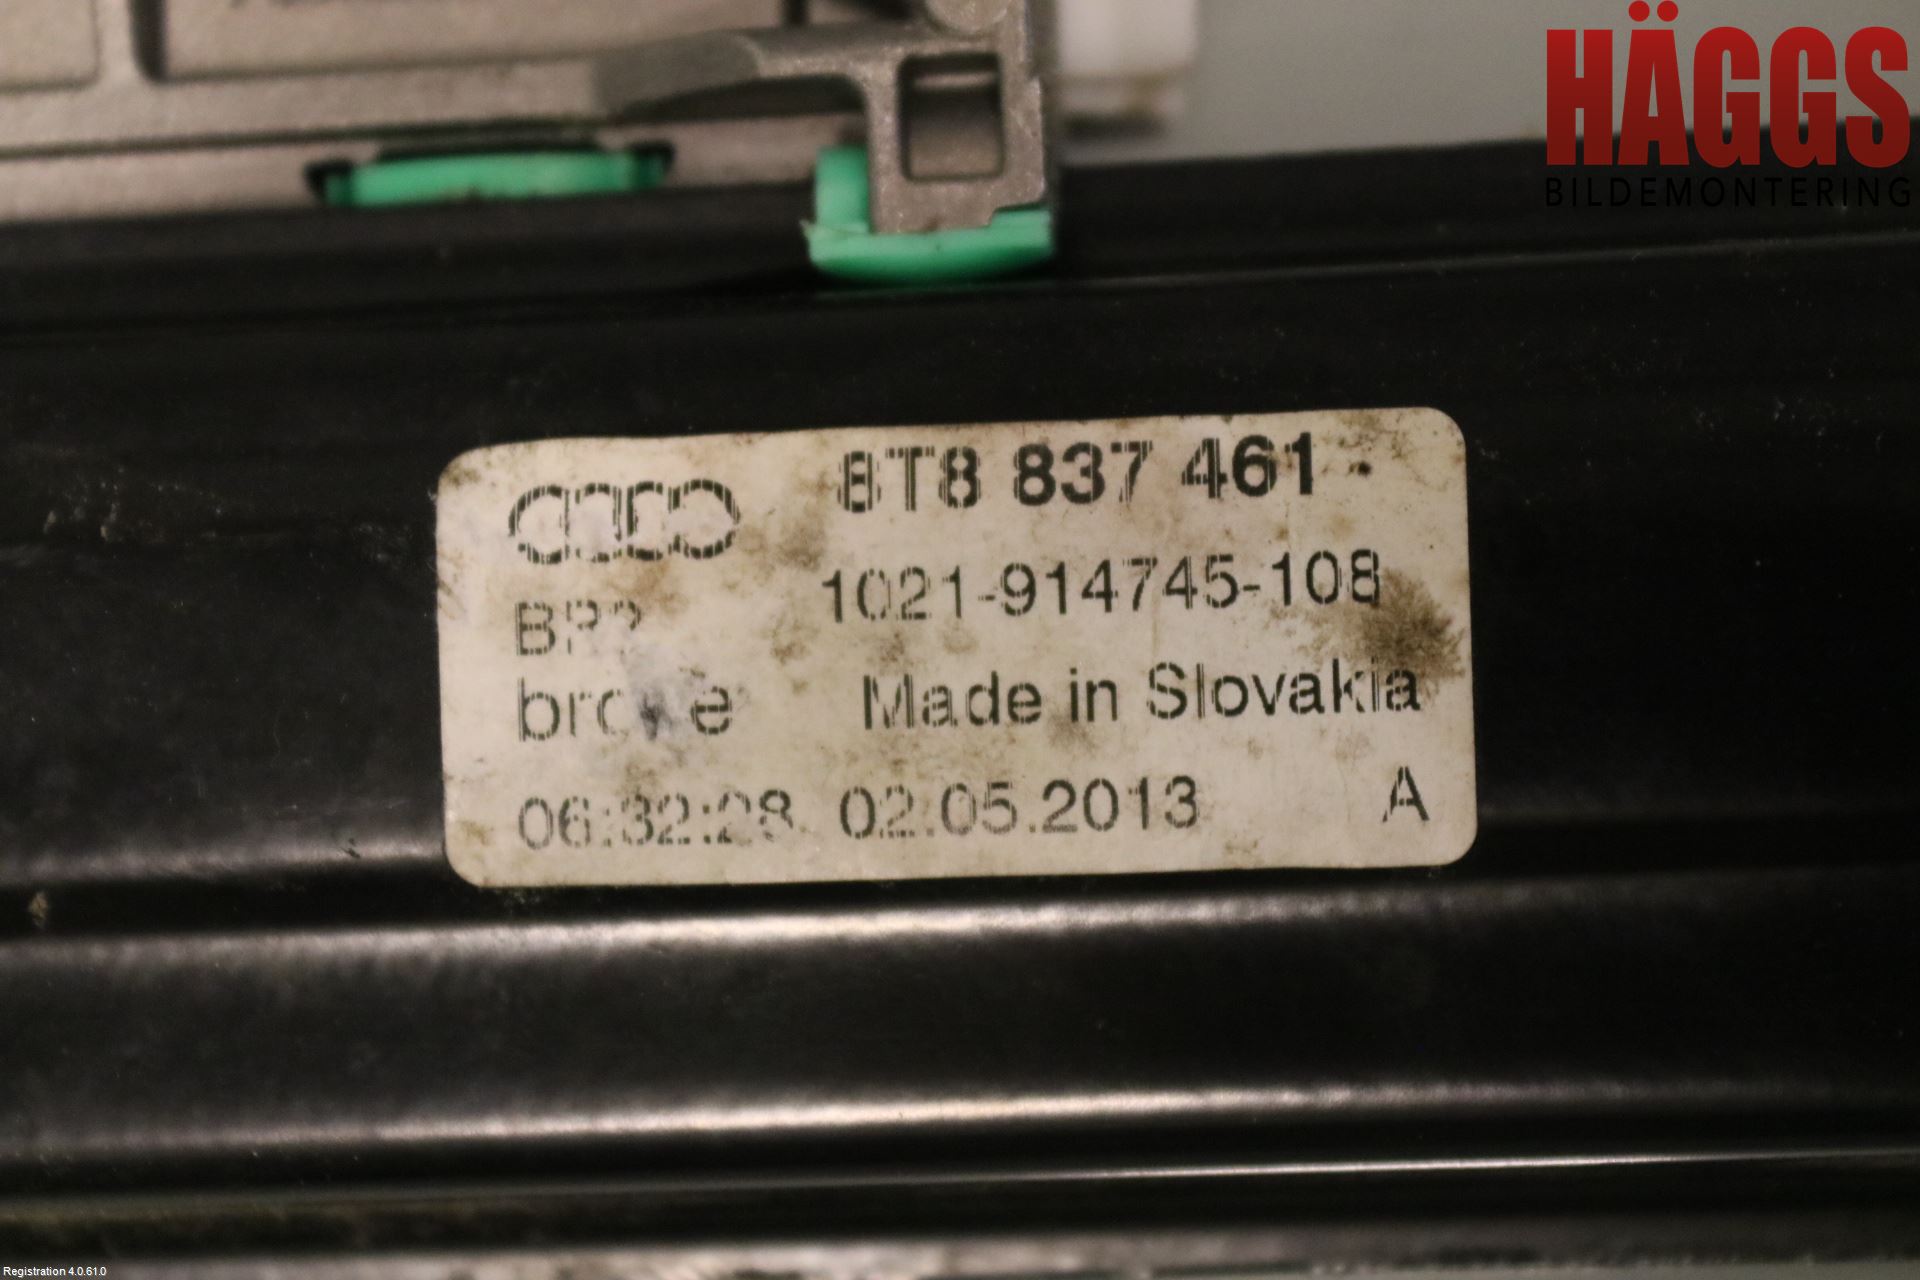 HÄGGS
BILDEMONTERING
8T8 837 461
1021-914745-108
Made in Slovakia
06:32:28 02.05.2013 A
Registration 4.0.61.0